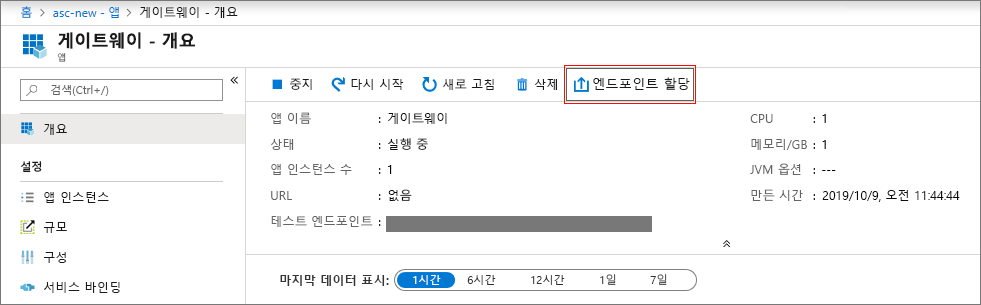 홈 > asc-new - 앱 > 게이트웨이 - 개요
게이트웨이 - 개요
앱
검색(Ctrl+/)
«
개요
설정
앱 인스턴스
규모
구성
서비스 바인딩
중지 다시 시작 새로 고침 삭제 엔드포인트 할당
앱 이름 : 게이트웨이
상태 : 실행 중
앱 인스턴스 수 : 1
URL : 없음
테스트 엔드포인트 :
CPU : 1
메모리/GB : 1
JVM 옵션 : ---
만든 시간 : 2019/10/9, 오전 11:44:44
마지막 데이터 표시: 1시간 6시간 12시간 1일 7일